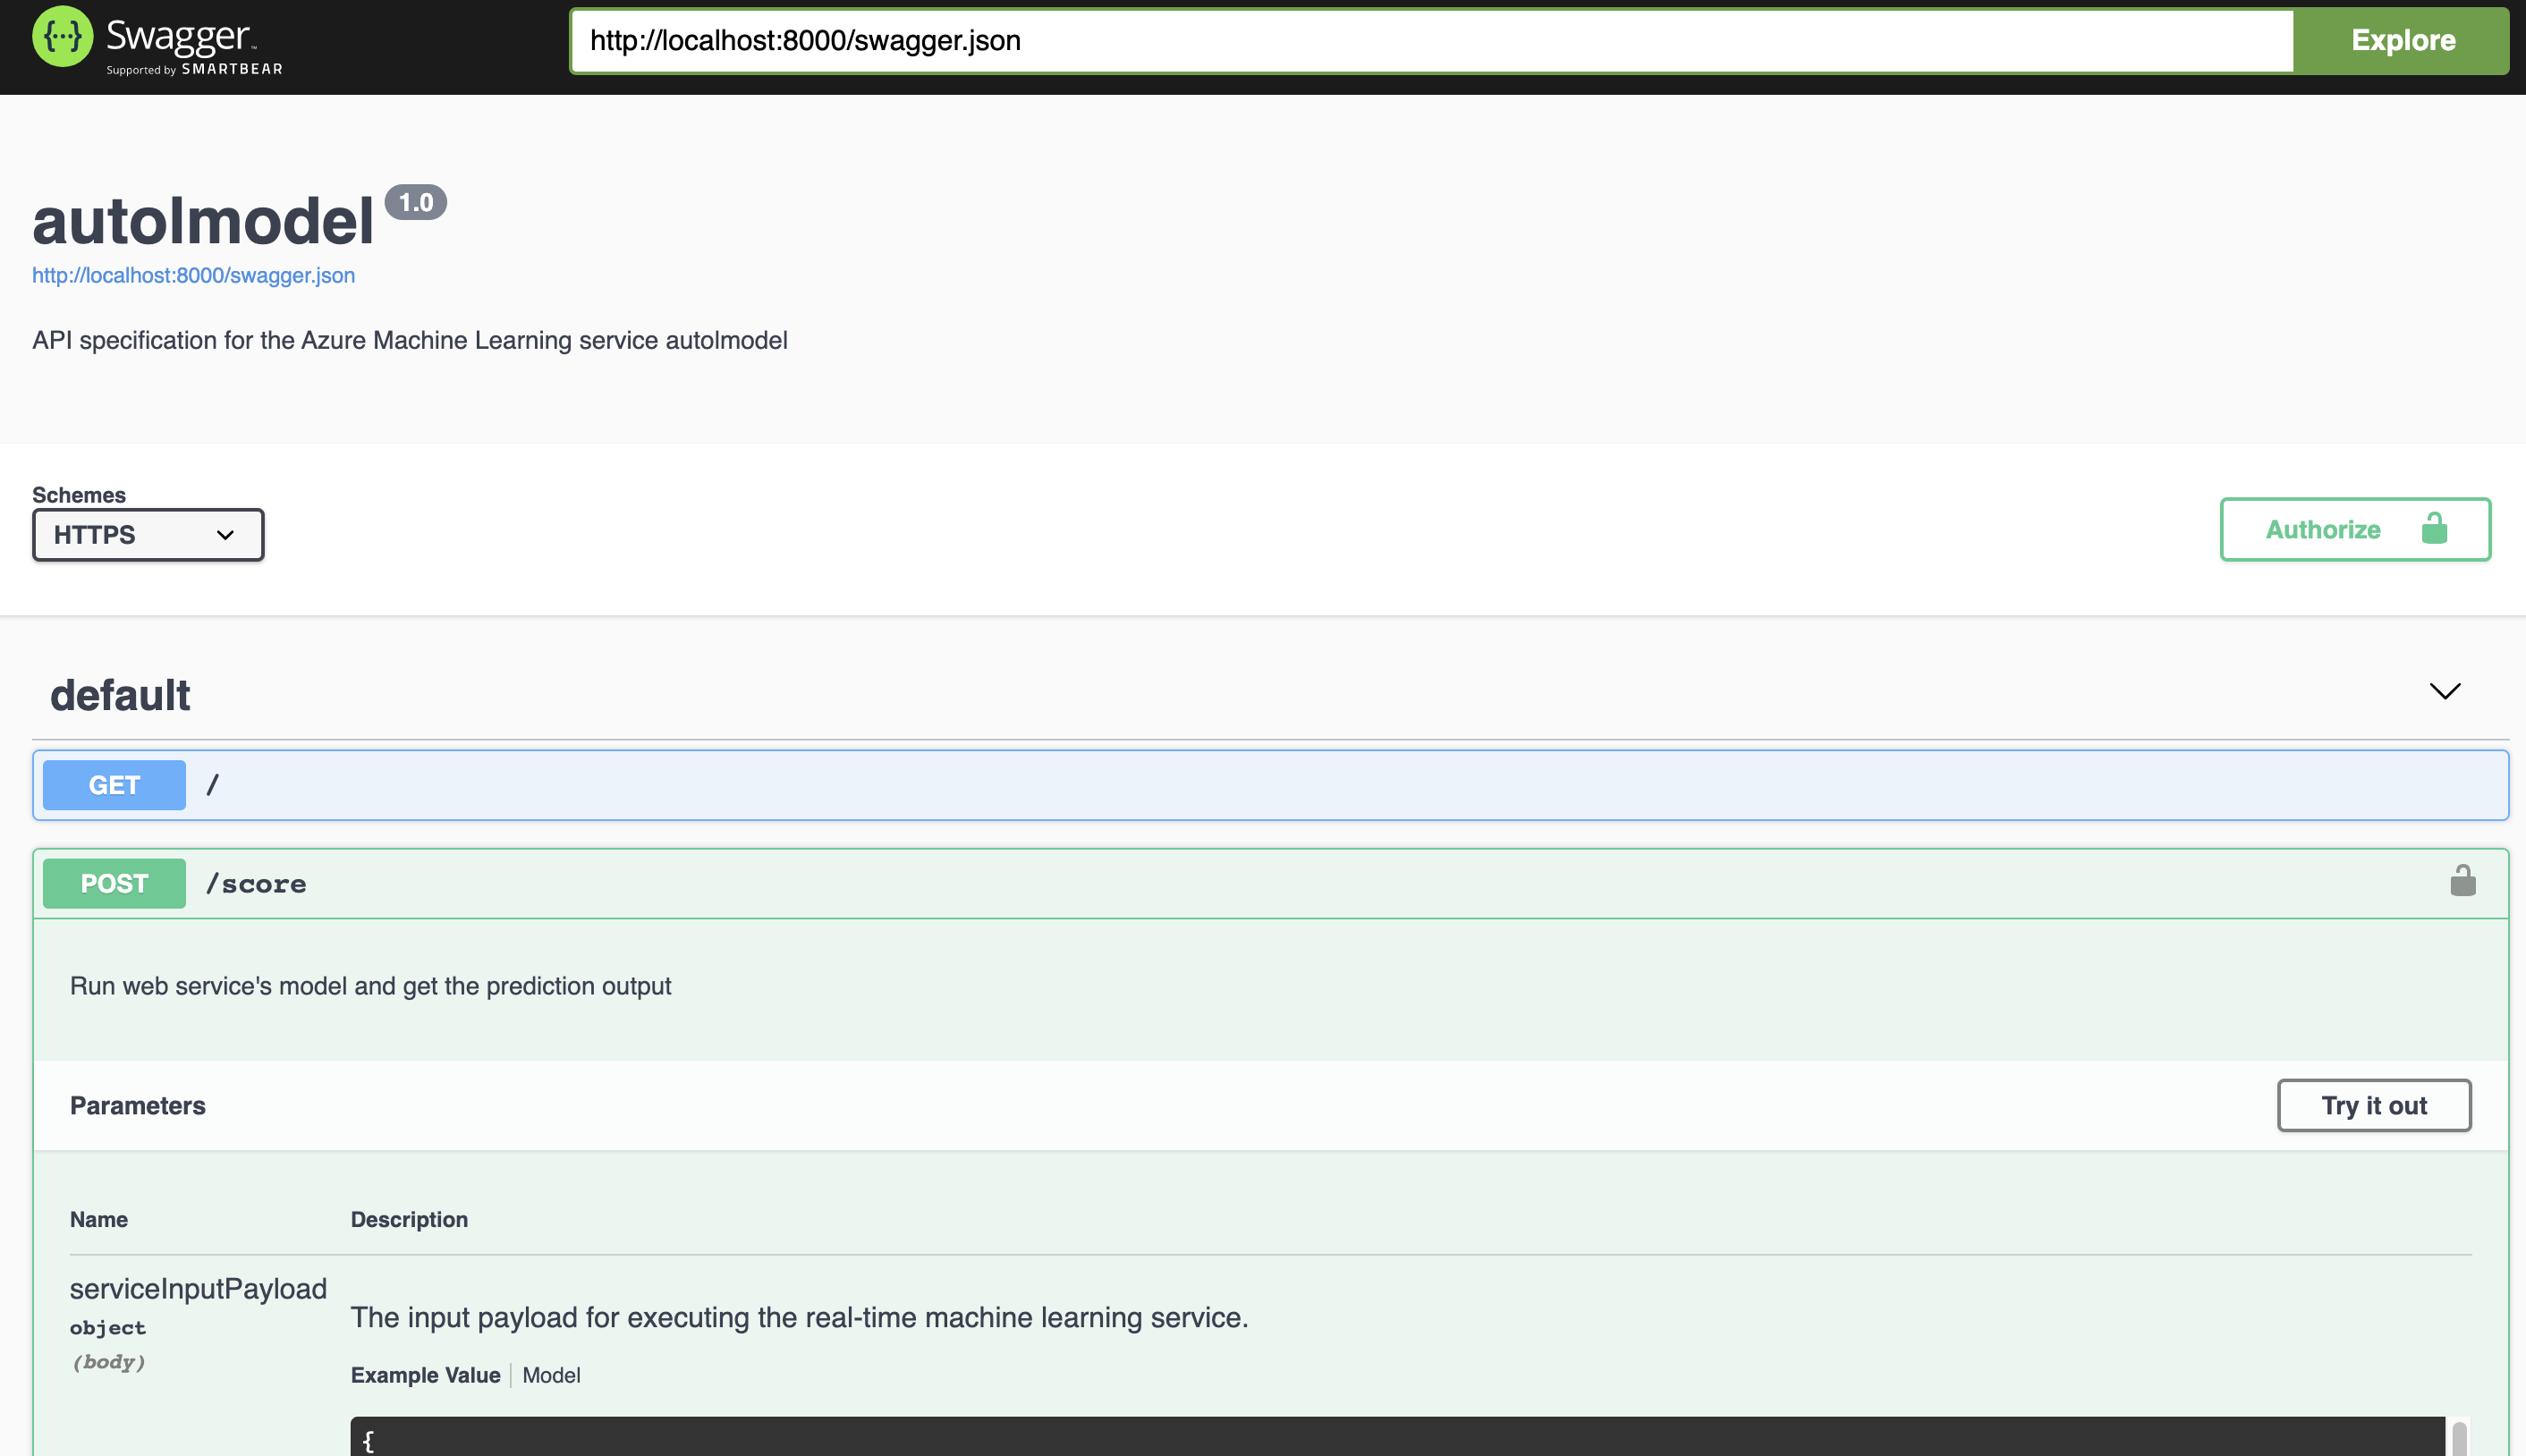 {···} Swagger™
Supported by SMARTBEAR
http://localhost:8000/swagger.json
Explore
autolmodel 1.0
http://localhost:8000/swagger.json
API specification for the Azure Machine Learning service autolmodel
Schemes
HTTPS
Authorize
default
GET /
POST /score
Run web service's model and get the prediction output
Parameters
Try it out
Name Description
serviceInputPayload
object
(body)
The input payload for executing the real-time machine learning service.
Example Value Model
{